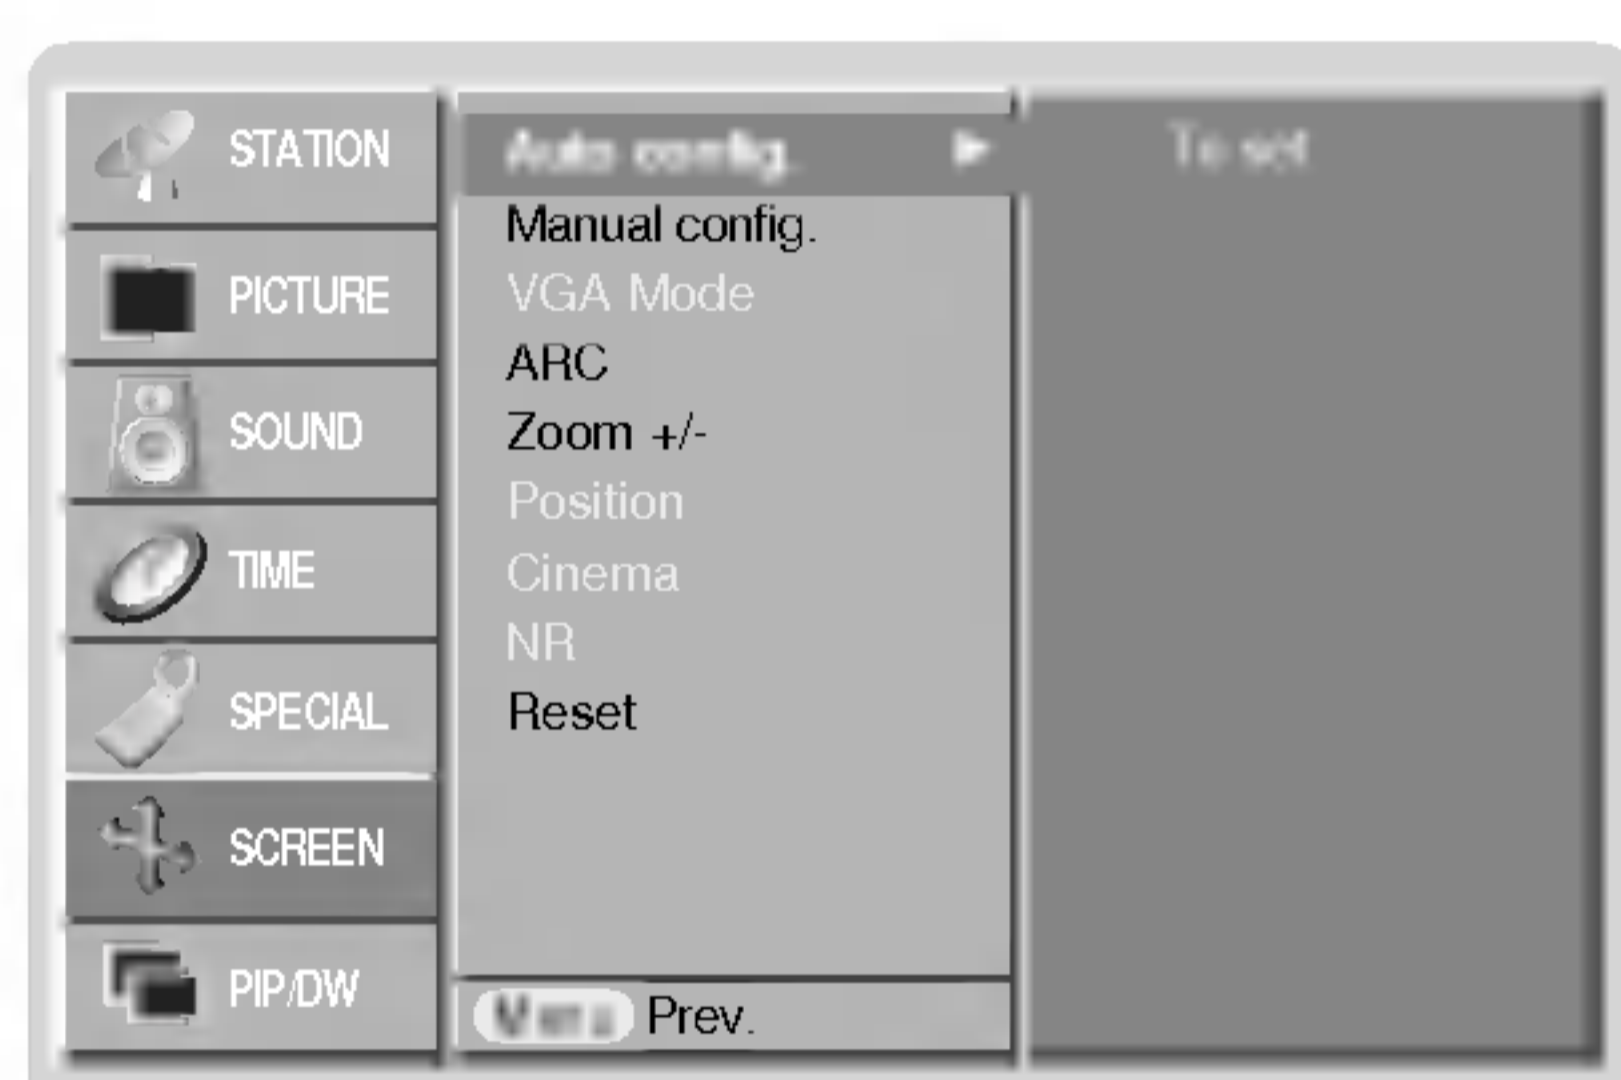 STATION
PICTURE
SOUND
TIME
SPECIAL
SCREEN
PIP/DW
Auto config.
Manual config.
VGA Mode
ARC
Zoom +/-
Position
Cinema
NR
Reset
Menu Prev.
To set